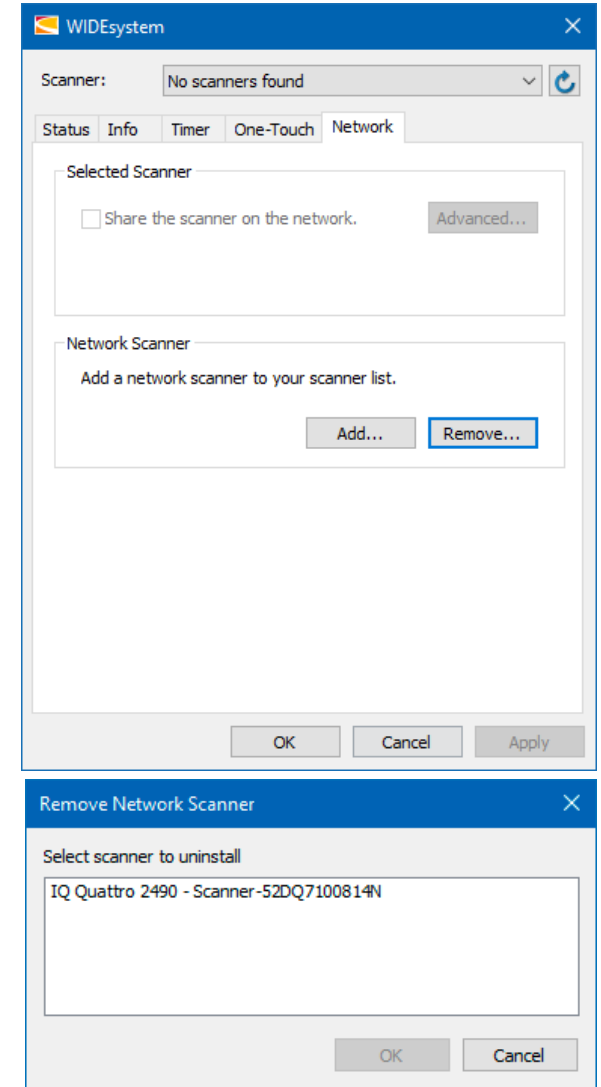 WIDEsystem
Scanner: No scanners found
Status Info Timer One-Touch Network
Selected Scanner
Share the scanner on the network. Advanced...
Network Scanner
Add a network scanner to your scanner list.
Add... Remove...
OK Cancel Apply
Remove Network Scanner
Select scanner to uninstall
IQ Quattro 2490 - Scanner-52DQ7100814N
OK Cancel